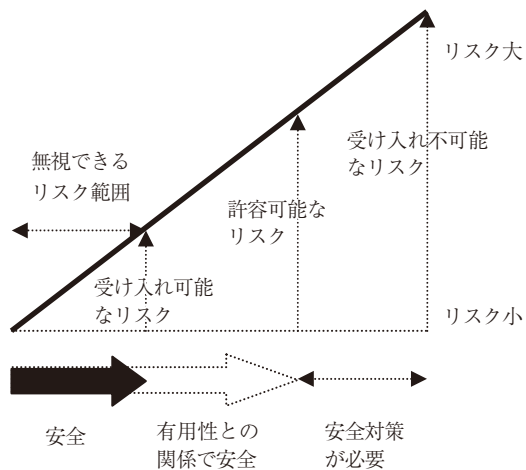 リスク大
受け入れ不可能
なリスク
無視できる
リスク範囲
許容可能な
リスク
受け入れ可能
なリスク
リスク小
安全
有用性との
関係で安全
安全対策
が必要